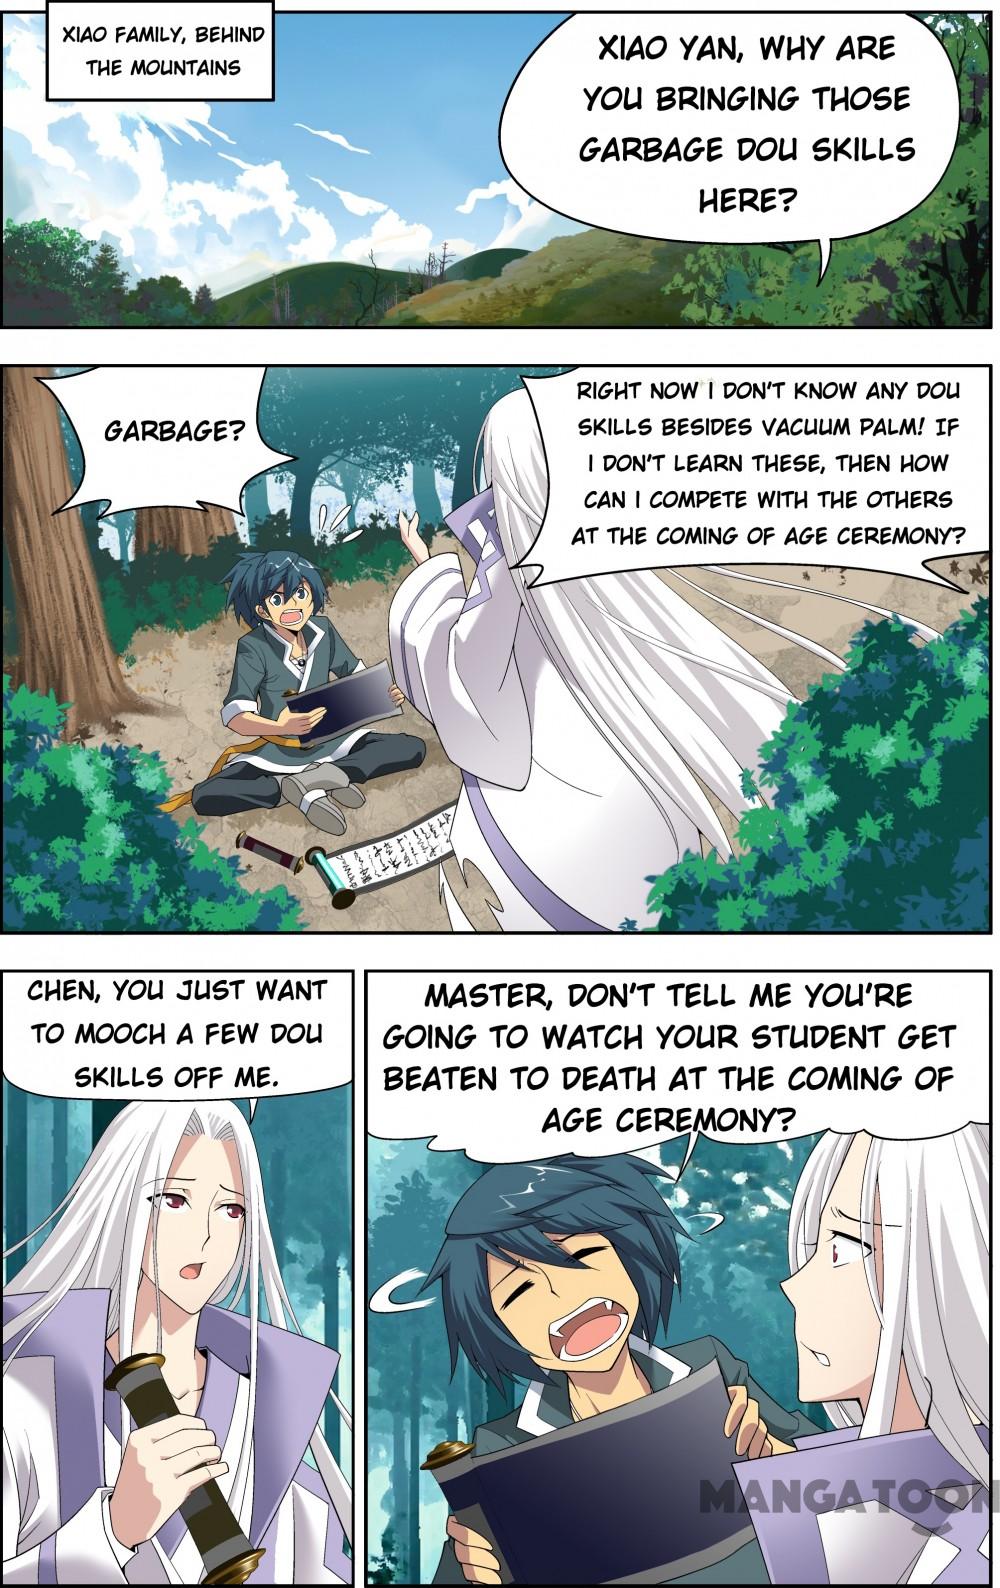 XIAO FAMILY, BEHIND
THE MOUNTAINS
XIAO YAN, WHY ARE
YOU BRINGING THOSE
GARBAGE DOU SKILLS
HERE?
GARBAGE?
RIGHT NOW I DON'T KNOW ANY DOU
SKILLS BESIDES VACUUM PALM! IF
I DON'T LEARN THESE, THEN HOW
CAN I COMPETE WITH THE OTHERS
AT THE COMING OF AGE CEREMONY?
CHEN, YOU JUST WANT
TO MOOCH A FEW DOU
SKILLS OFF ME.
MASTER, DON'T TELL ME YOU'RE
GOING TO WATCH YOUR STUDENT GET
BEATEN TO DEATH AT THE COMING OF
AGE CEREMONY?
MANGATOON